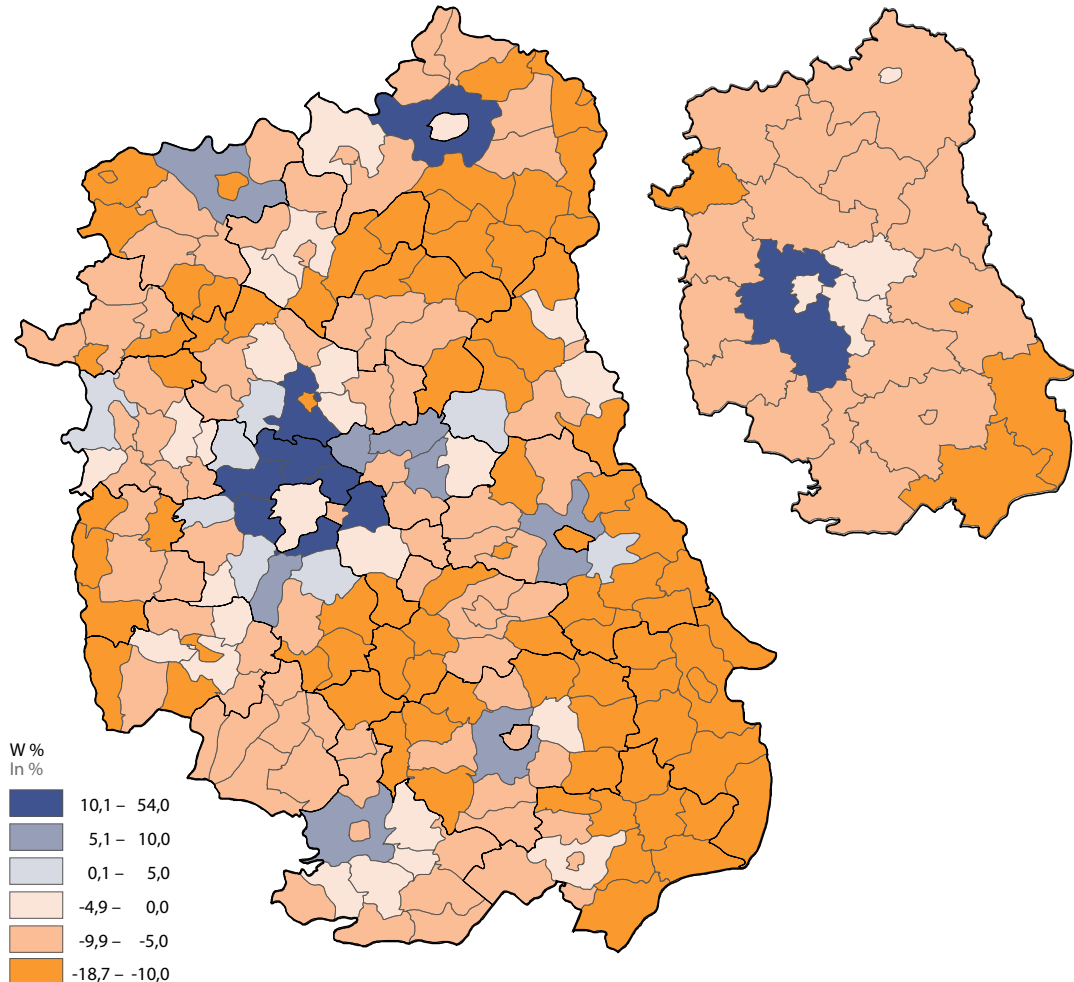 W %
In %
10,1 – 54,0
5,1 – 10,0
0,1 – 5,0
-4,9 – 0,0
-9,9 – -5,0
-18,7 – -10,0